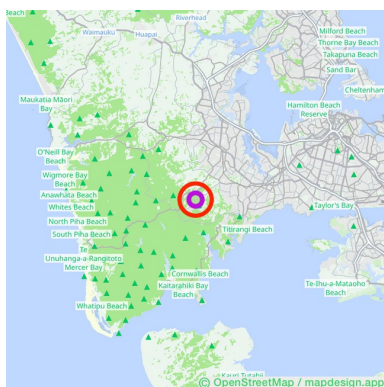 Riverhead
Waimauku
Huapai
Milford Beach
Thorne Bay Beach
Takapuna Beach
Sand Bar
Cheltenham
Maukatia Māori
Bay
Hamilton Beach
Reserve
O'Neill Bay
Beach
Wigmore Bay
Beach
Anawhata Beach
Whites Beach
North Piha Beach
South Piha Beach
Taylor's Bay
Titirangi Beach
Unuhanga-a-Rangitoto
Mercer Bay
Cornwallis Beach
Kaitarahiki Bay
Beach
Te-Ihu-a-Mataoho
Beach
Whatipu Beach
© OpenStreetMap / mapdesign.app